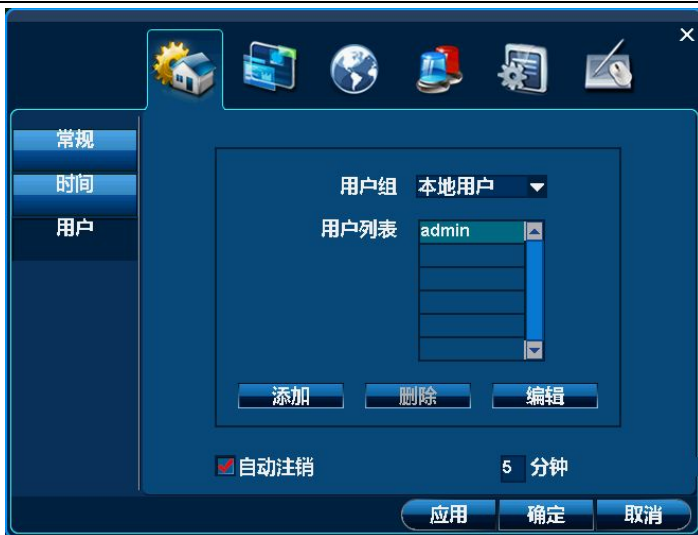 常规
时间
用户
用户组 本地用户
用户列表 admin
添加 删除 编辑
自动注销 5 分钟
应用 确定 取消